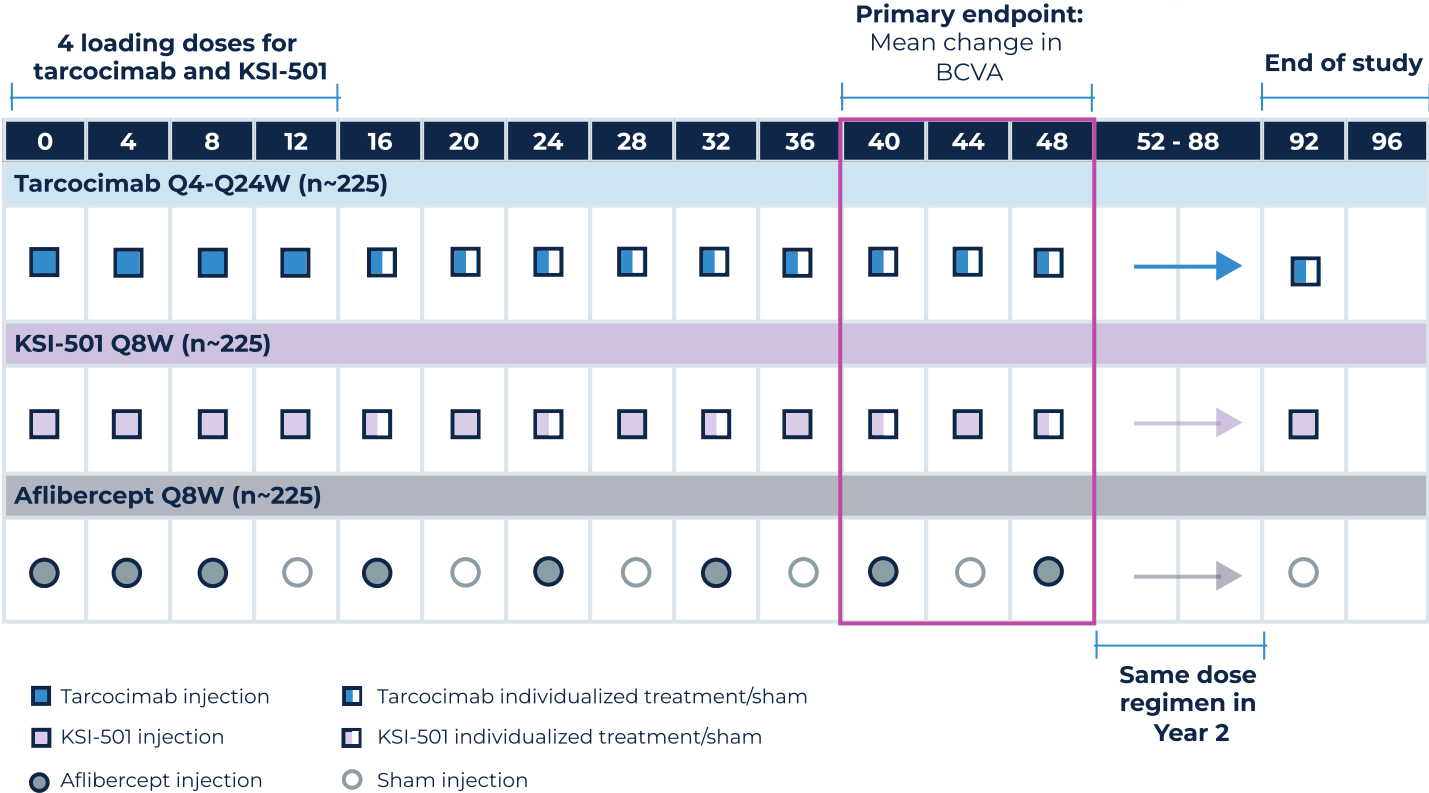 4 loading doses for
tarcocimab and KSI-501
Primary endpoint:
Mean change in
BCVA
End of study
0 4 8 12 16 20 24 28 32 36 40 44 48 52 - 88 92 96
Tarcocimab Q4-Q24W (n~225)
KSI-501 Q8W (n~225)
Aflibercept Q8W (n~225)
Same dose
regimen in
Year 2
Tarcocimab injection
Tarcocimab individualized treatment/sham
KSI-501 injection
KSI-501 individualized treatment/sham
Aflibercept injection
Sham injection